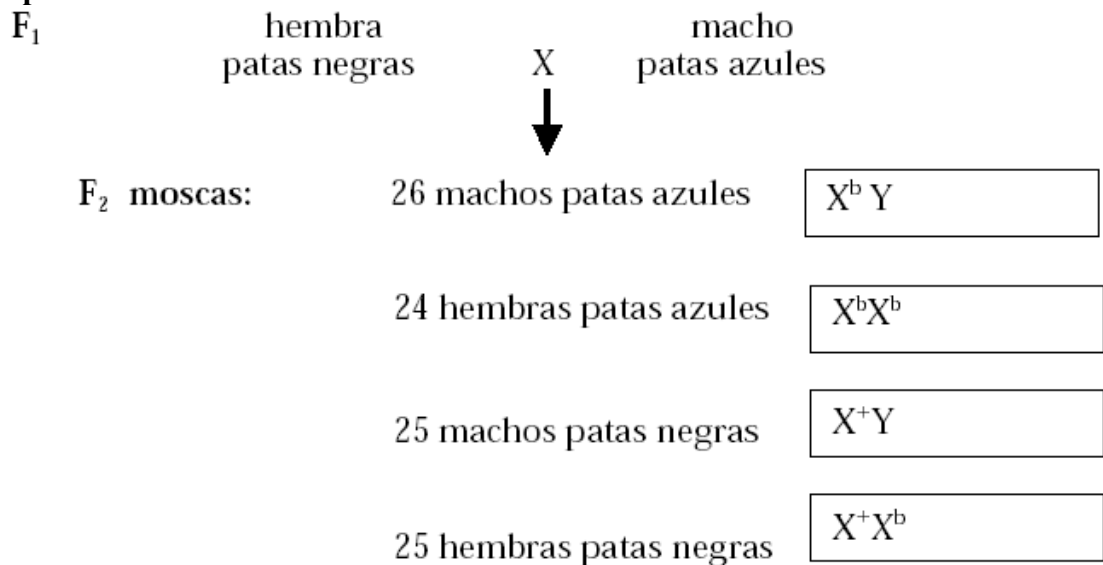 F₁ hembra macho
patas negras X patas azules
F₂ moscas: 26 machos patas azules Xᵇ Y
24 hembras patas azules XᵇXᵇ
25 machos patas negras X⁺Y
25 hembras patas negras X⁺Xᵇ